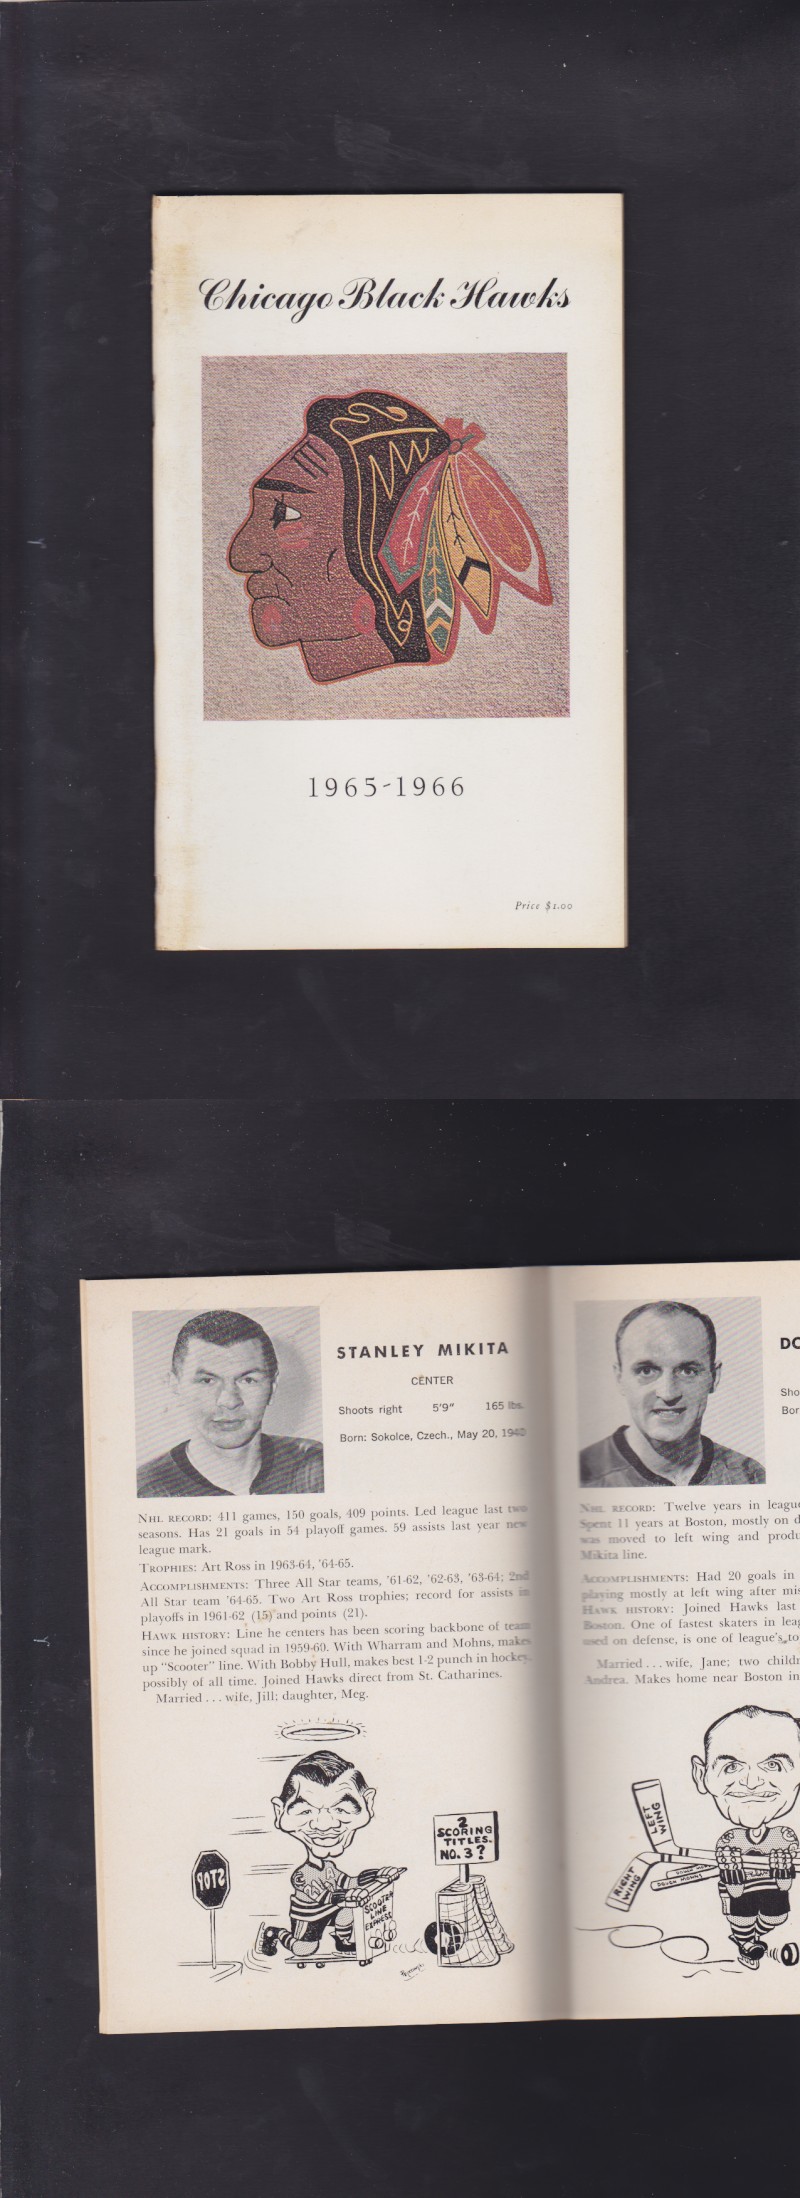 Chicago Black Hawks
1965-1966
Price $1.00
STANLEY MIKITA
CENTER
Shoots right 5'9" 165 lbs.
Born: Sokolce, Czech., May 20, 1940
NHL RECORD: 411 games, 150 goals, 409 points. Led league last two
seasons. Has 21 goals in 54 playoff games. 59 assists last year new
league mark.
TROPHIES: Art Ross in 1963-64, '64-65.
ACCOMPLISHMENTS: Three All Star teams, '61-62, '62-63, '63-64; 2nd
All Star team '64-65. Two Art Ross trophies; record for assists in
playoffs in 1961-62 (15) and points (21).
HAWK HISTORY: Line he centers has been scoring backbone of team
since he joined squad in 1959-60. With Wharram and Mohns, makes
up "Scooter" line. With Bobby Hull, makes best 1-2 punch in hockey,
possibly of all time. Joined Hawks direct from St. Catharines.
Married . . . wife, Jill; daughter, Meg.
STOP
SCOOTER
LINE
EXPRESS
2
SCORING
TITLES.
NO. 3 ?
DO
Sho
Bor
NHL RECORD: Twelve years in league
Spent 11 years at Boston, mostly on d
was moved to left wing and produ
Mikita line.
ACCOMPLISHMENTS: Had 20 goals in
playing mostly at left wing after mis
HAWK HISTORY: Joined Hawks last
Boston. One of fastest skaters in leag
used on defense, is one of league's to
Married . . . wife, Jane; two childr
Andrea. Makes home near Boston in
LEFT
WING
RIGHT
WING
DOUGH MOHNS